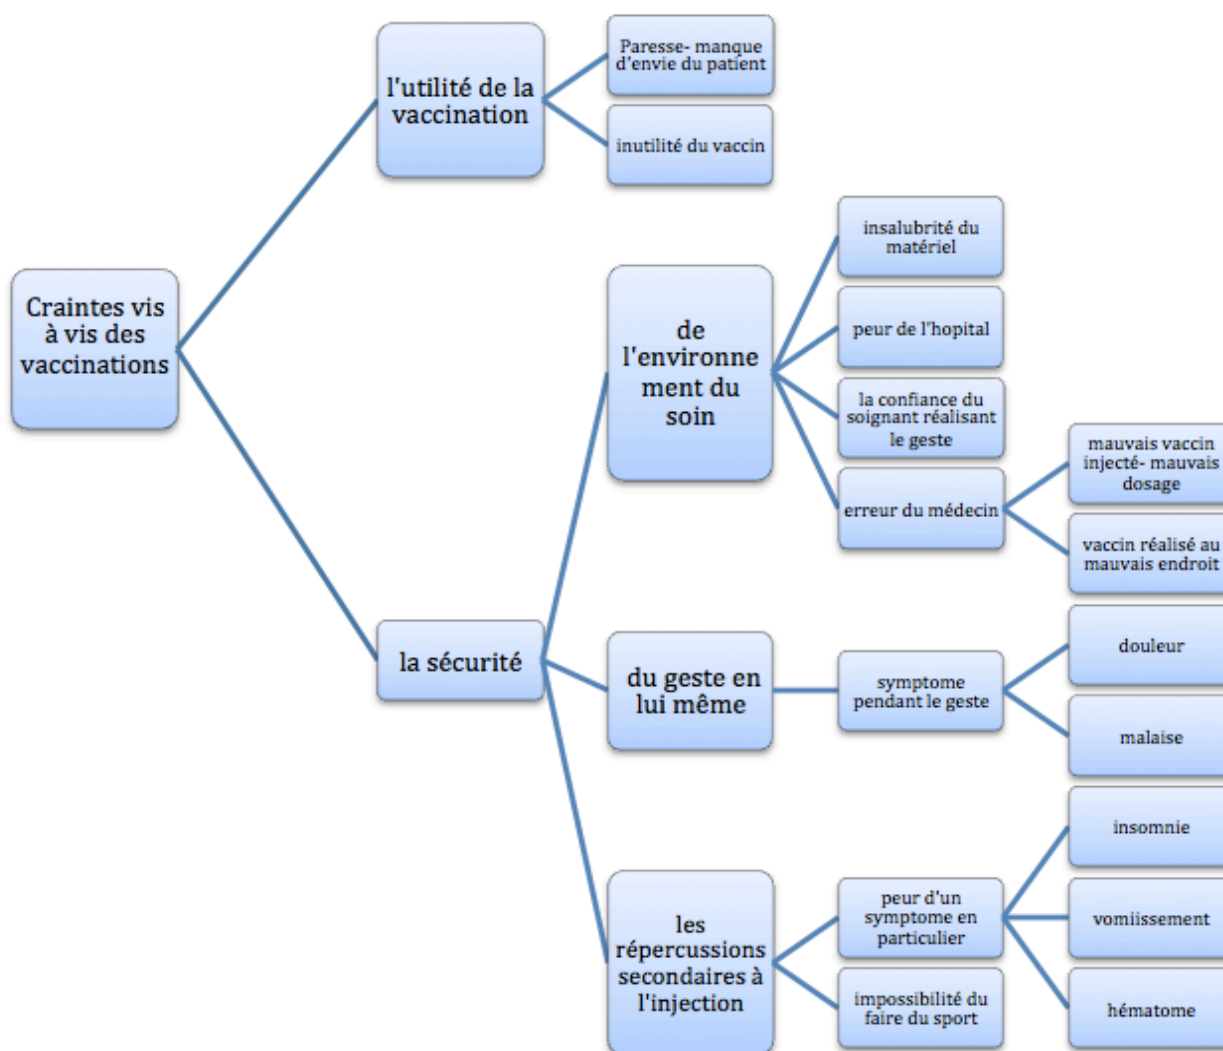 Paresse- manque
d'envie du patient
l'utilité de la
vaccination
inutilité du vaccin
insalubrité du
matériel
Craintes vis
à vis des
vaccinations
de
l'environne
ment du
soin
peur de l'hopital
la confiance du
soignant réalisant
le geste
erreur du médecin
mauvais vaccin
injecté- mauvais
dosage
vaccin réalisé au
mauvais endroit
la sécurité
du geste en
lui même
symptome
pendant le geste
douleur
malaise
les
répercussions
secondaires à
l'injection
peur d'un
symptome en
particulier
insomnie
vomiissement
hématome
impossibilité du
faire du sport